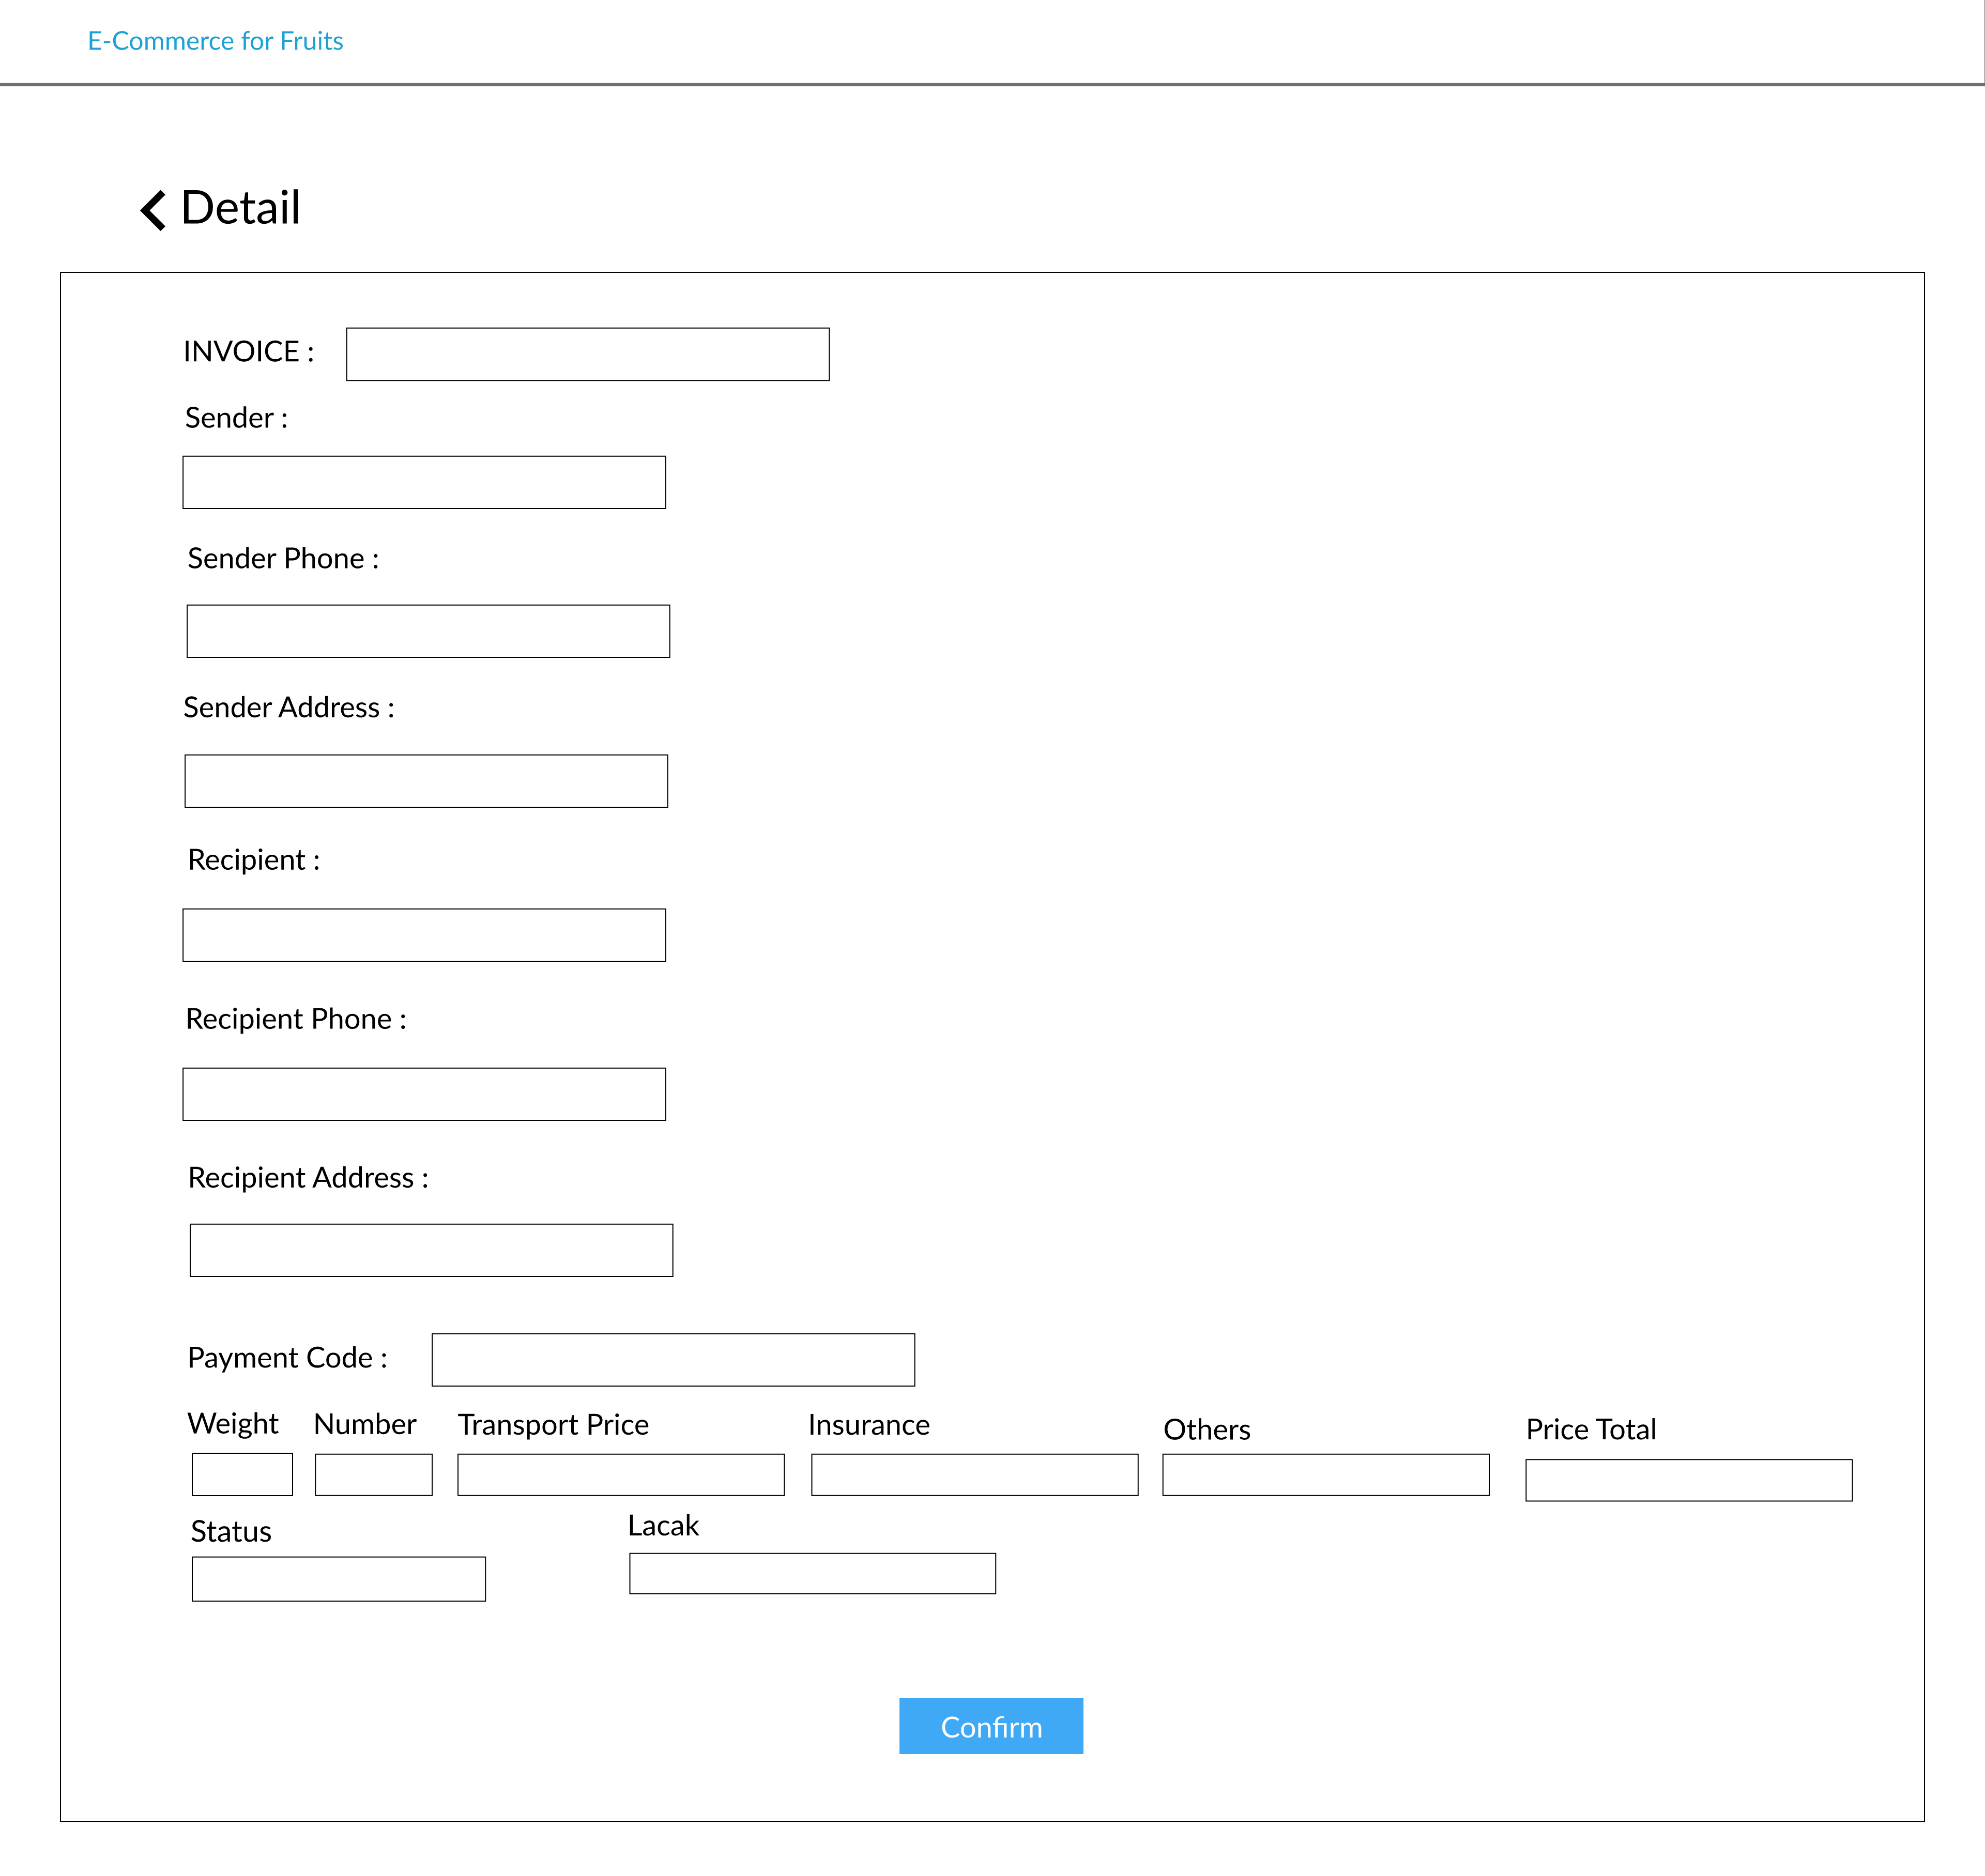 E-Commerce for Fruits
Detail
INVOICE :
Sender :
Sender Phone :
Sender Address :
Recipient :
Recipient Phone :
Recipient Address :
Payment Code :
Weight Number Transport Price Insurance Others Price Total
Status Lacak
Confirm